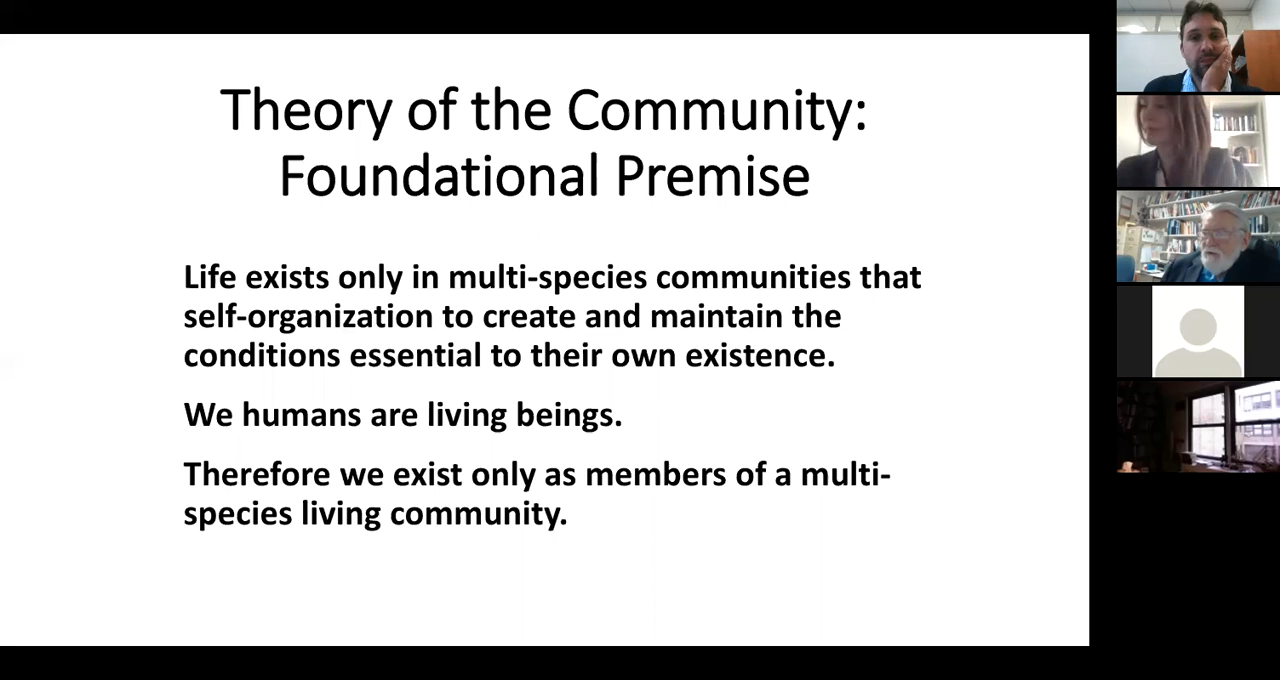 Theory of the Community:
Foundational Premise
Life exists only in multi-species communities that
self-organization to create and maintain the
conditions essential to their own existence.
We humans are living beings.
Therefore we exist only as members of a multi-
species living community.